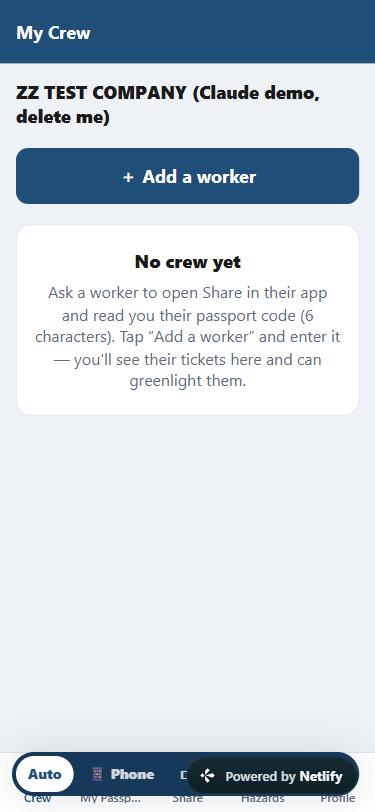 My Crew
ZZ TEST COMPANY (Claude demo,
delete me)
+ Add a worker
No crew yet
Ask a worker to open Share in their app
and read you their passport code (6
characters). Tap “Add a worker” and enter it
— you'll see their tickets here and can
greenlight them.
Auto Phone Powered by Netlify
Crew My Passp... Share Hazards Profile